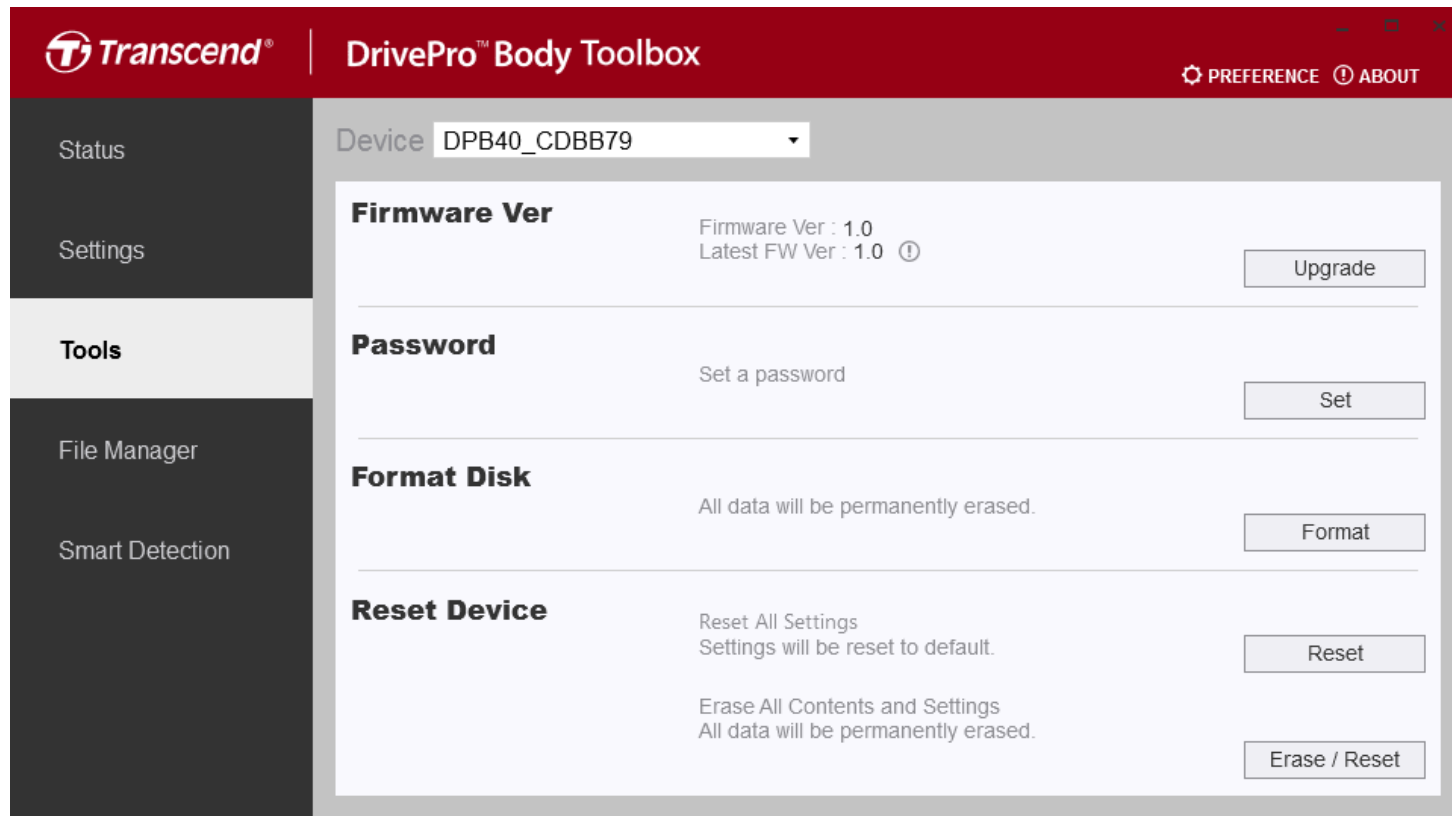 Transcend® DrivePro™ Body Toolbox
PREFERENCE ABOUT
Status
Settings
Tools
File Manager
Smart Detection
Device DPB40_CDBB79
Firmware Ver
Firmware Ver : 1.0
Latest FW Ver : 1.0
Upgrade
Password
Set a password
Set
Format Disk
All data will be permanently erased.
Format
Reset Device
Reset All Settings
Settings will be reset to default.
Reset
Erase All Contents and Settings
All data will be permanently erased.
Erase / Reset